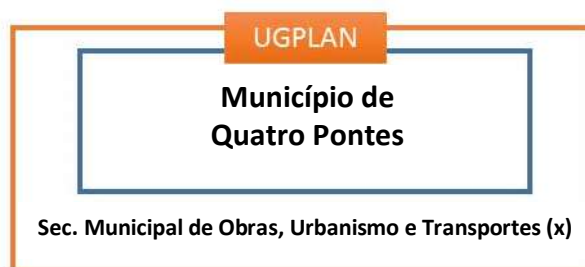 UGPLAN
Município de
Quatro Pontes
Sec. Municipal de Obras, Urbanismo e Transportes (x)